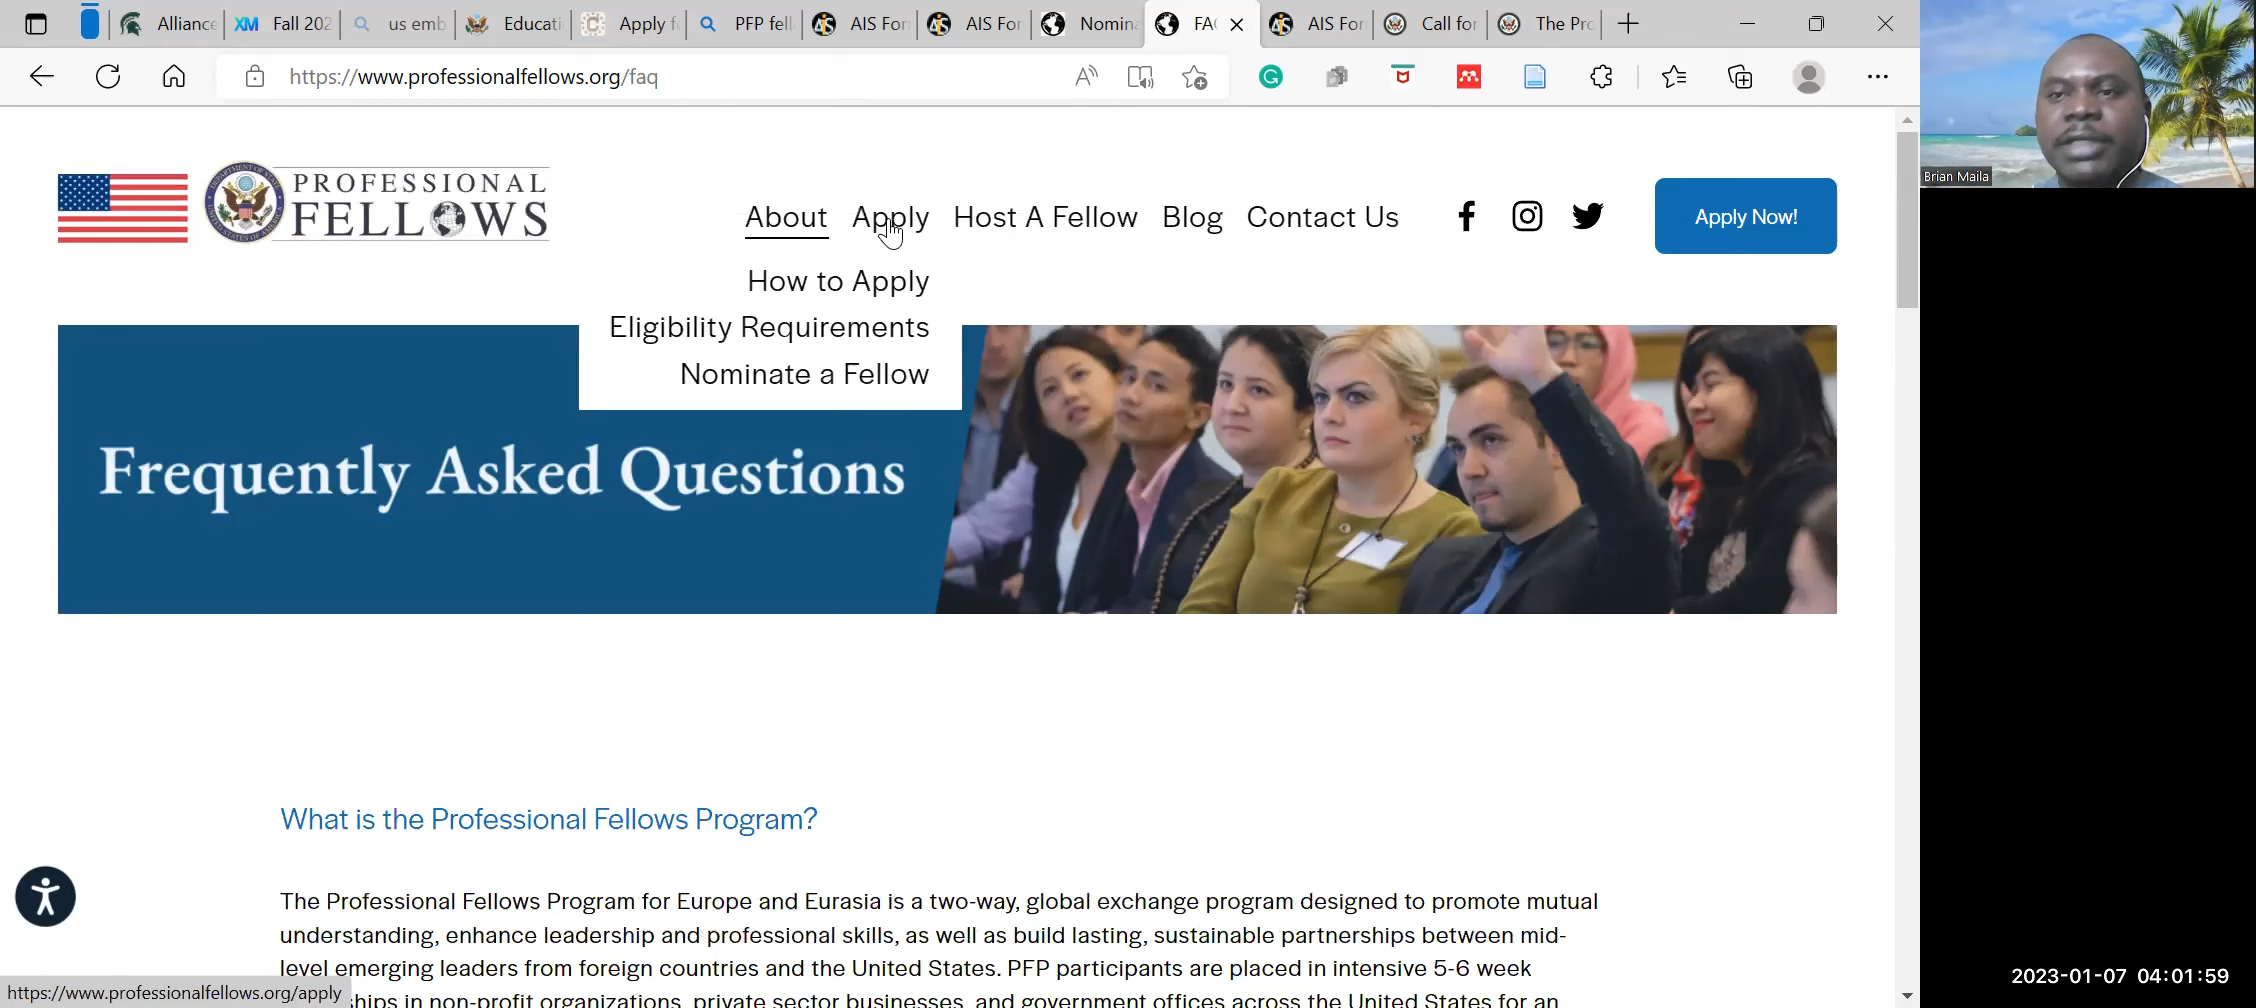 Alliance
XM Fall 202
us emb
Educati
Apply f
PFP fell
AIS For
AIS For
Nomina
FAQ
AIS For
Call for
The Pro
https://www.professionalfellows.org/faq
Brian Maila
PROFESSIONAL
FELLOWS
About Apply Host A Fellow Blog Contact Us
Apply Now!
How to Apply
Eligibility Requirements
Nominate a Fellow
Frequently Asked Questions
What is the Professional Fellows Program?
The Professional Fellows Program for Europe and Eurasia is a two-way, global exchange program designed to promote mutual
understanding, enhance leadership and professional skills, as well as build lasting, sustainable partnerships between mid-
level emerging leaders from foreign countries and the United States. PFP participants are placed in intensive 5-6 week
ships in non-profit organizations, private sector businesses, and government offices across the United States for an
https://www.professionalfellows.org/apply
2023-01-07 04:01:59